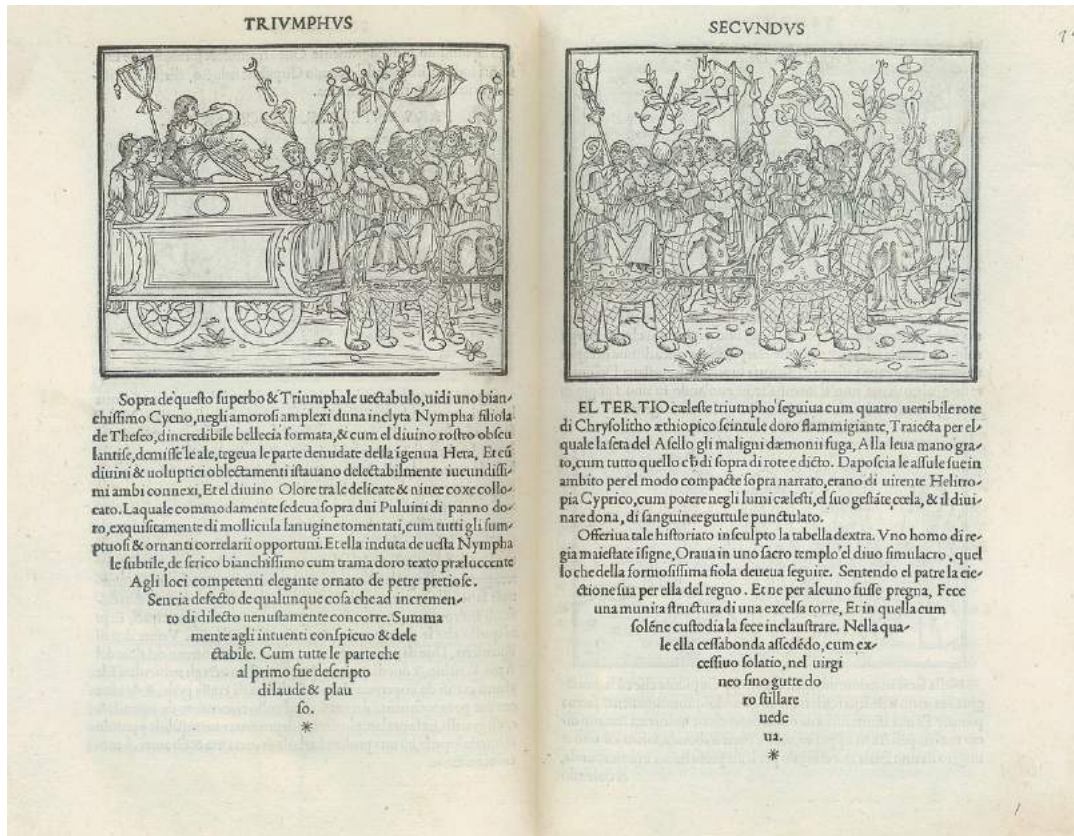 TRIVMPHVS
Sopra de questo superbo & Triumphale uectabulo, uidi uno bian-
chissimo Cycno, negli amorosi amplexi duna inclyta Nympha filiola
de Theseo, dincredibile bellecia formata, & cum el diuino rostro obscu
lantise, demisse le ale, tegeua le parte denudate della igenua Hera, Et cū
diuini & uoluptici oblectamenti istauano delectabilmente iucundissi-
mi ambi connexi, Et el diuino Olore tra le delicate & niuee coxe collo-
cato. Laquale commodamente sedeua sopra dui Puluini di panno do-
ro, exquisitamente di mollicula lanugine tomentati, cum tutti gli sum-
ptuosi & ornanti correlarii opportuni. Et ella induta de uesta Nympha
le subtile, de serico bianchissimo cum trama doro texto præluccente
Agli loci competenti elegante ornato de petre pretiose.
Sencia defecto de qualunque cosa che ad incremen-
to di dilecto uenustamente concorre. Summa
mente agli intuenti conspicuo & dele
ctabile. Cum tutte le parte che
al primo fue descripto
di laude & plau
so.
*
SECVNDVS
EL TERTIO cæleste triumpho seguiua cum quatro uertibile rote
di Chrysolitho æthiopico scintule doro flammigiante, Traiecta per el
quale la seta del Asello gli maligni dæmonii fuga, Alla leua mano gra-
to, cum tutto quello ch̄ di sopra di rote e dicto. Daposcia le assule sue in
ambito per el modo compacte sopra narrato, erano di uirente Helitro-
pia Cyprico, cum potere negli lumi cælesti, el suo gestáte cœla, & il diui-
nare dona, di sanguinee guttule punctulato.
Offeriua tale historiato insculpto la tabella dextra. Vno homo di re-
gia maiestate isigne, Oraua in uno sacro templo el diuo simulacro, quel
lo che della formosissima fiola deueua seguire. Sentendo el patre la eie-
ctione sua per ella del regno. Et ne per alcuno fusse pregna, Fece
una munita structura di una excelsa torre, Et in quella cum
soléne custodia la fece inclaustrare. Nella qua-
le ella cessabonda assedédo, cum ex-
cessiuo solatio, nel uirgi
neo sino gutte do
ro stillare
uede
ua.
*